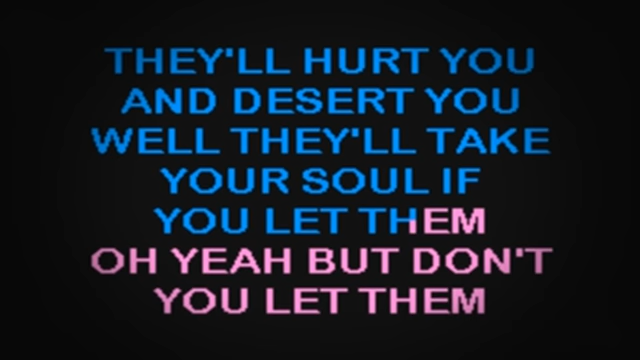 THEY'LL HURT YOU
AND DESERT YOU
WELL THEY'LL TAKE
YOUR SOUL IF
YOU LET THEM
OH YEAH BUT DON'T
YOU LET THEM